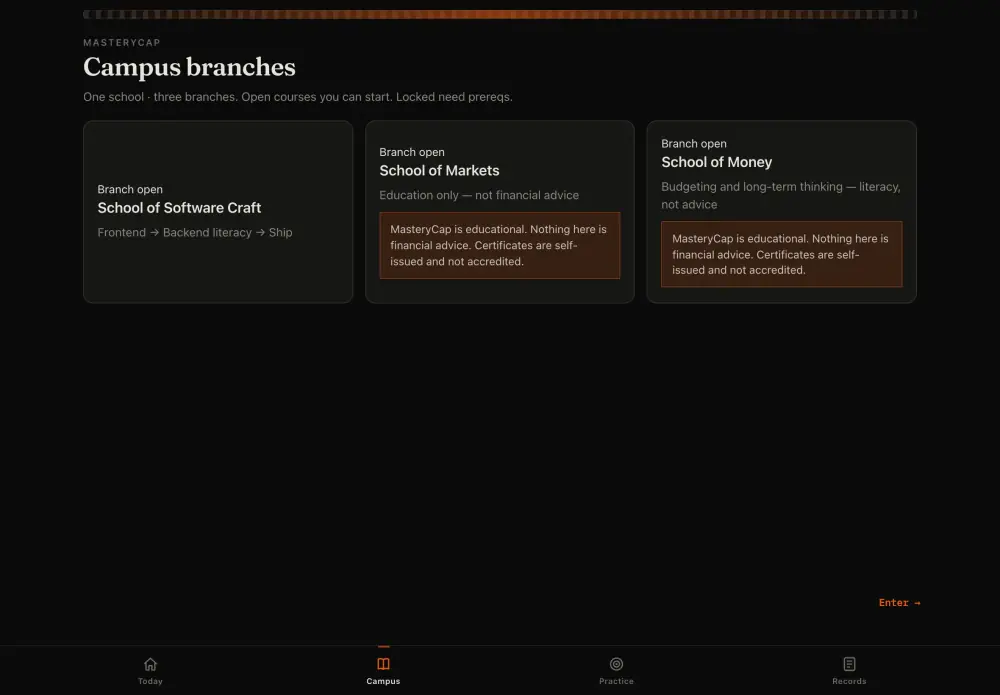 MASTERYCAP
Campus branches
One school · three branches. Open courses you can start. Locked need prereqs.
Branch open
School of Software Craft
Frontend → Backend literacy → Ship
Branch open
School of Markets
Education only — not financial advice
MasteryCap is educational. Nothing here is
financial advice. Certificates are self-
issued and not accredited.
Branch open
School of Money
Budgeting and long-term thinking — literacy,
not advice
MasteryCap is educational. Nothing here is
financial advice. Certificates are self-
issued and not accredited.
Enter →
Today
Campus
Practice
Records